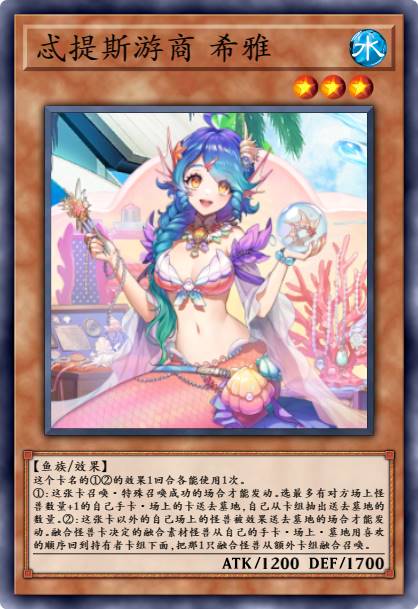 忒提斯游商 希雅
水
【鱼族/效果】
这个卡名的①②的效果1回合各能使用1次。
①:这张卡召唤・特殊召唤成功的场合才能发动。选最多有对方场上怪
兽数量+1的自己手卡・场上的卡送去墓地,自己从卡组抽出送去墓地的
数量。②:这张卡以外的自己场上的怪兽被效果送去墓地的场合才能发
动。融合怪兽卡决定的融合素材怪兽从自己的手卡・场上・墓地用喜欢
的顺序回到持有者卡组下面,把那1只融合怪兽从额外卡组融合召唤。
ATK/1200 DEF/1700